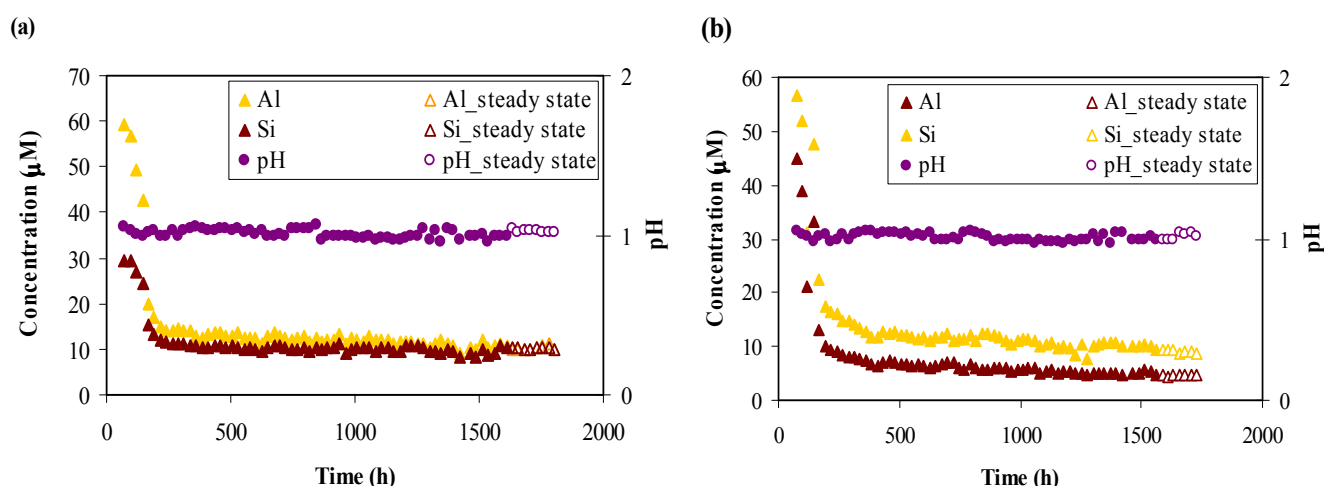 (a)
70
60
50
40
30
20
10
0
Concentration (µM)
Al
Si
pH
Al_steady state
Si_steady state
pH_steady state
2
1
0
pH
0 500 1000 1500 2000
Time (h)
(b)
60
50
40
30
20
10
0
Concentration (µM)
Al
Si
pH
Al_steady state
Si_steady state
pH_steady state
2
1
0
pH
0 500 1000 1500 2000
Time (h)